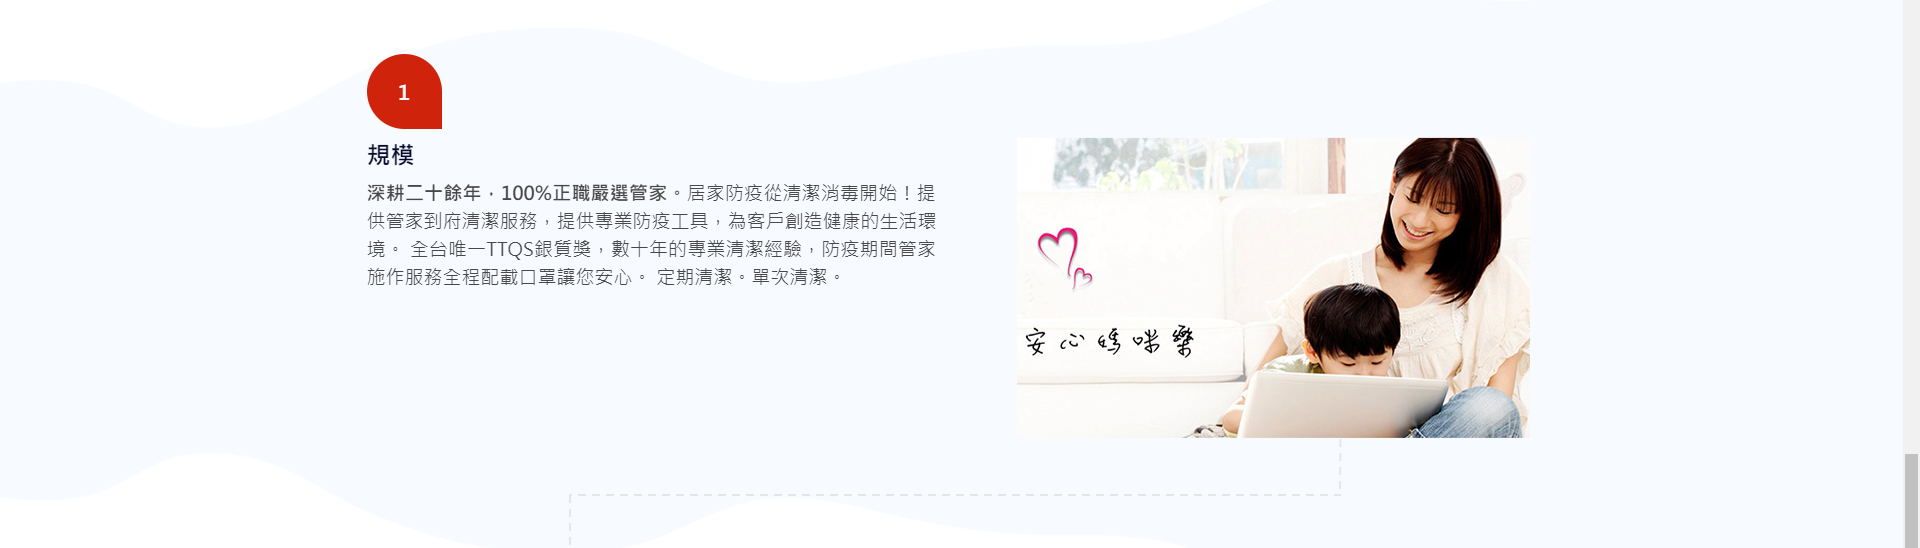 1
規模
深耕二十餘年，100%正職嚴選管家。居家防疫從清潔消毒開始！提
供管家到府清潔服務，提供專業防疫工具，為客戶創造健康的生活環
境。 全台唯一TTQS銀質獎，數十年的專業清潔經驗，防疫期間管家
施作服務全程配載口罩讓您安心。 定期清潔。單次清潔。
安心媽咪樂